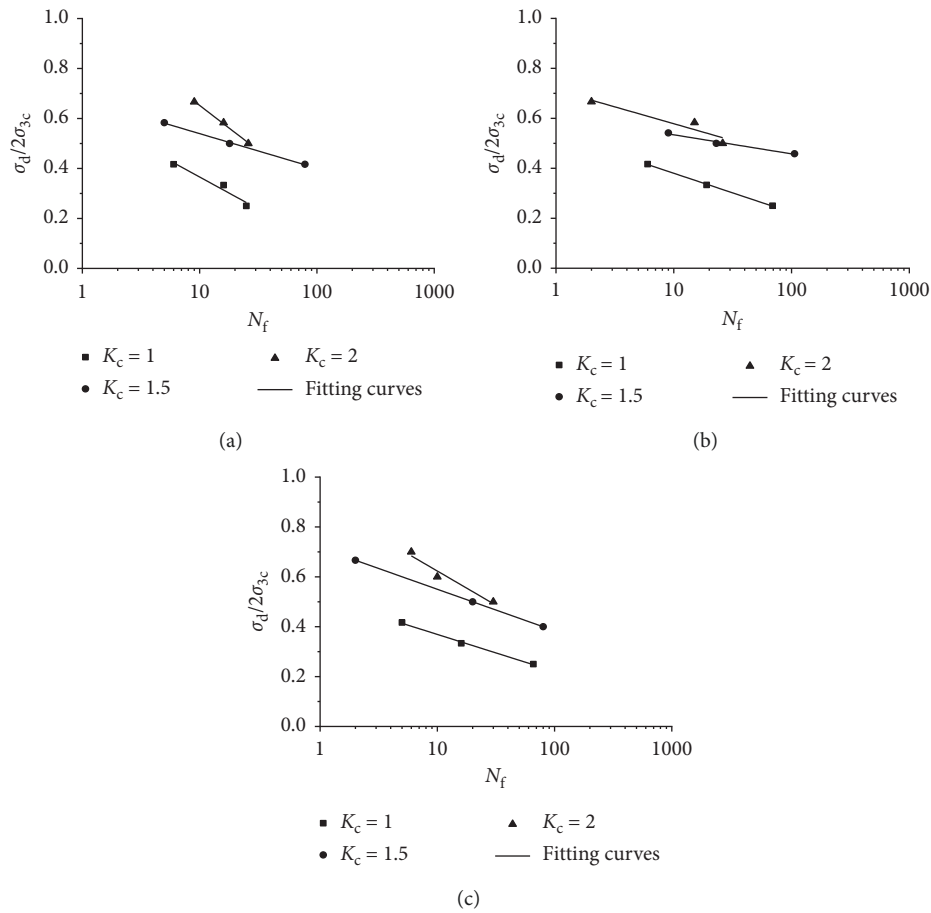 1.0
0.8
0.6
0.4
0.2
0.0
σd/2σ3c
1 10 100 1000
Nf
Kc = 1
Kc = 2
Kc = 1.5
Fitting curves
(a)
1.0
0.8
0.6
0.4
0.2
0.0
σd/2σ3c
1 10 100 1000
Nf
Kc = 1
Kc = 2
Kc = 1.5
Fitting curves
(b)
1.0
0.8
0.6
0.4
0.2
0.0
σd/2σ3c
1 10 100 1000
Nf
Kc = 1
Kc = 2
Kc = 1.5
Fitting curves
(c)